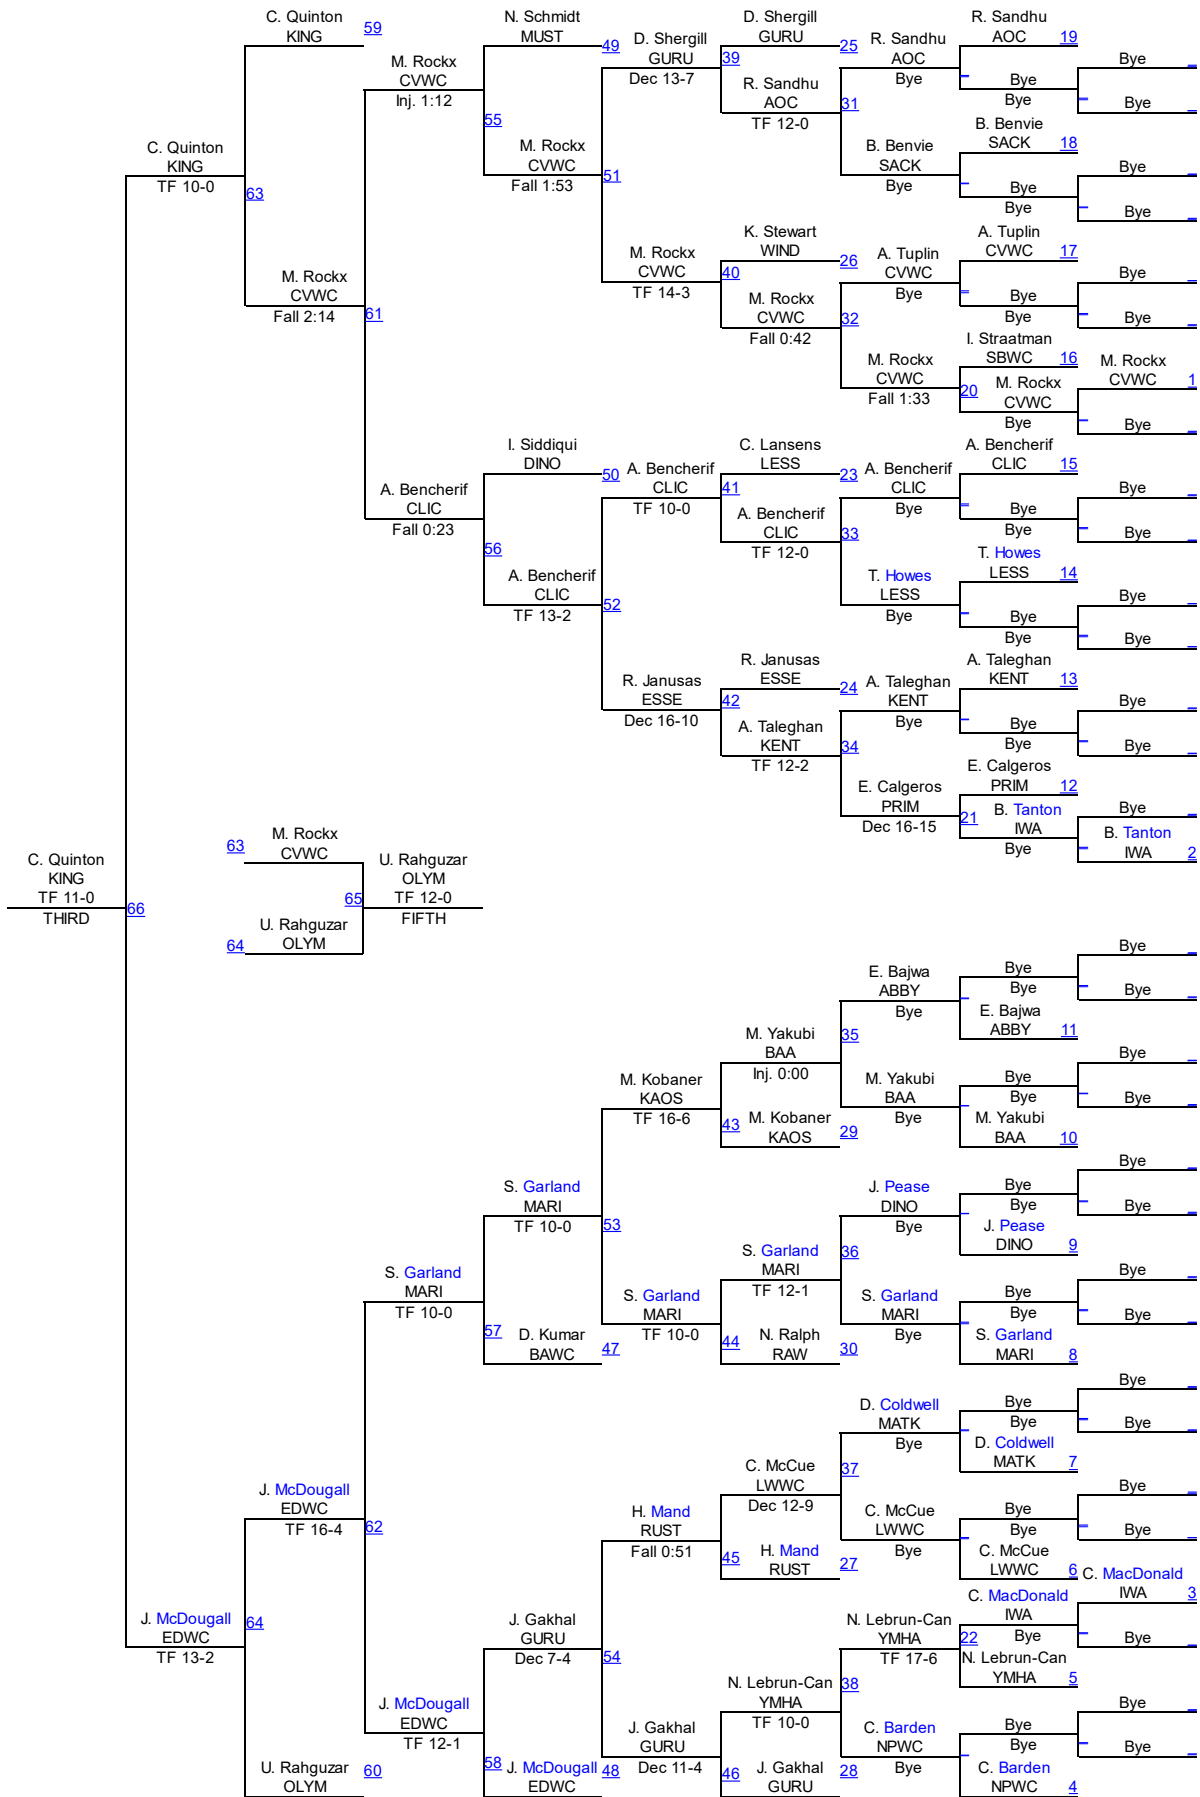 C. Quinton
KING
59
N. Schmidt
MUST
49
D. Shergill
GURU
25
R. Sandhu
AOC
19
M. Rockx
CVWC
Inj. 1:12
D. Shergill
GURU
Dec 13-7
39
R. Sandhu
AOC
Bye
Bye
Bye
Bye
Bye
R. Sandhu
AOC
TF 12-0
31
55
M. Rockx
CVWC
Fall 1:53
51
B. Benvie
SACK
Bye
B. Benvie
SACK
18
Bye
Bye
Bye
Bye
C. Quinton
KING
TF 10-0
63
K. Stewart
WIND
26
A. Tuplin
CVWC
Bye
A. Tuplin
CVWC
17
Bye
Bye
Bye
Bye
M. Rockx
CVWC
TF 14-3
40
M. Rockx
CVWC
Fall 0:42
32
M. Rockx
CVWC
Fall 2:14
61
M. Rockx
CVWC
Fall 1:33
I. Straatman
SBWC
16
20
M. Rockx
CVWC
Bye
M. Rockx
CVWC
1
Bye
I. Siddiqui
DINO
50
A. Bencherif
CLIC
TF 10-0
C. Lansens
LESS
23
41
A. Bencherif
CLIC
Bye
A. Bencherif
CLIC
15
Bye
Bye
Bye
Bye
A. Bencherif
CLIC
Fall 0:23
A. Bencherif
CLIC
TF 12-0
33
56
A. Bencherif
CLIC
TF 13-2
52
T. Howes
LESS
Bye
T. Howes
LESS
14
Bye
Bye
Bye
Bye
R. Janusas
ESSE
Dec 16-10
R. Janusas
ESSE
24
42
A. Taleghan
KENT
Bye
A. Taleghan
KENT
13
Bye
Bye
Bye
Bye
A. Taleghan
KENT
TF 12-2
34
E. Calgeros
PRIM
Dec 16-15
E. Calgeros
PRIM
12
21
B. Tanton
IWA
Bye
Bye
B. Tanton
IWA
2
C. Quinton
KING
TF 11-0
THIRD
66
63
M. Rockx
CVWC
65
U. Rahguzar
OLYM
TF 12-0
FIFTH
64
U. Rahguzar
OLYM
E. Bajwa
ABBY
Bye
Bye
Bye
E. Bajwa
ABBY
11
Bye
Bye
M. Yakubi
BAA
Inj. 0:00
35
M. Kobaner
KAOS
TF 16-6
43
M. Kobaner
KAOS
29
M. Yakubi
BAA
Bye
Bye
Bye
M. Yakubi
BAA
10
Bye
Bye
S. Garland
MARI
TF 10-0
53
J. Pease
DINO
Bye
Bye
Bye
J. Pease
DINO
9
Bye
Bye
S. Garland
MARI
TF 12-1
36
S. Garland
MARI
TF 10-0
S. Garland
MARI
TF 10-0
44
N. Ralph
RAW
30
S. Garland
MARI
Bye
Bye
Bye
S. Garland
MARI
8
Bye
Bye
57
D. Kumar
BAWC
47
D. Coldwell
MATK
Bye
Bye
Bye
D. Coldwell
MATK
7
Bye
Bye
J. McDougall
EDWC
TF 16-4
62
C. McCue
LWWC
Dec 12-9
37
H. Mand
RUST
Fall 0:51
45
H. Mand
RUST
27
C. McCue
LWWC
Bye
Bye
Bye
C. McCue
LWWC
6
Bye
Bye
C. MacDonald
IWA
3
Bye
J. McDougall
EDWC
TF 13-2
64
J. Gakhal
GURU
Dec 7-4
54
N. Lebrun-Can
YMHA
TF 17-6
C. MacDonald
IWA
22
Bye
N. Lebrun-Can
YMHA
5
N. Lebrun-Can
YMHA
TF 10-0
38
J. McDougall
EDWC
TF 12-1
J. Gakhal
GURU
Dec 11-4
C. Barden
NPWC
Bye
Bye
Bye
C. Barden
NPWC
4
Bye
Bye
U. Rahguzar
OLYM
60
58
J. McDougall
EDWC
48
46
J. Gakhal
GURU
28